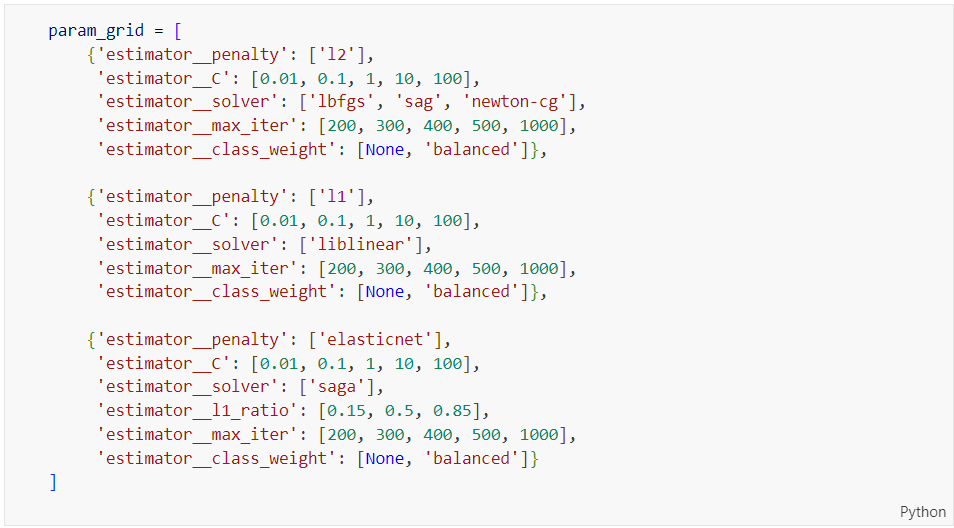 param_grid = [
    {'estimator__penalty': ['l2'],
     'estimator__C': [0.01, 0.1, 1, 10, 100],
     'estimator__solver': ['lbfgs', 'sag', 'newton-cg'],
     'estimator__max_iter': [200, 300, 400, 500, 1000],
     'estimator__class_weight': [None, 'balanced']},
    {'estimator__penalty': ['l1'],
     'estimator__C': [0.01, 0.1, 1, 10, 100],
     'estimator__solver': ['liblinear'],
     'estimator__max_iter': [200, 300, 400, 500, 1000],
     'estimator__class_weight': [None, 'balanced']},
    {'estimator__penalty': ['elasticnet'],
     'estimator__C': [0.01, 0.1, 1, 10, 100],
     'estimator__solver': ['saga'],
     'estimator__l1_ratio': [0.15, 0.5, 0.85],
     'estimator__max_iter': [200, 300, 400, 500, 1000],
     'estimator__class_weight': [None, 'balanced']}
]
Python